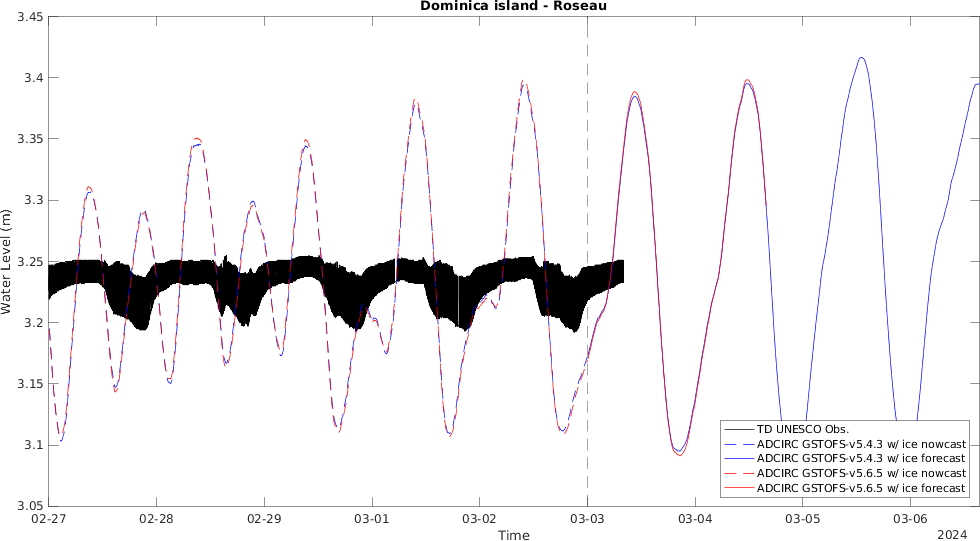 Dominica island - Roseau
3.45
3.4
3.35
3.3
3.25
3.2
3.15
3.1
3.05
Water Level (m)
02-27 02-28 02-29 03-01 03-02 03-03 03-04 03-05 03-06
Time
2024
TD UNESCO Obs.
ADCIRC GSTOFS-v5.4.3 w/ ice nowcast
ADCIRC GSTOFS-v5.4.3 w/ ice forecast
ADCIRC GSTOFS-v5.6.5 w/ ice nowcast
ADCIRC GSTOFS-v5.6.5 w/ ice forecast